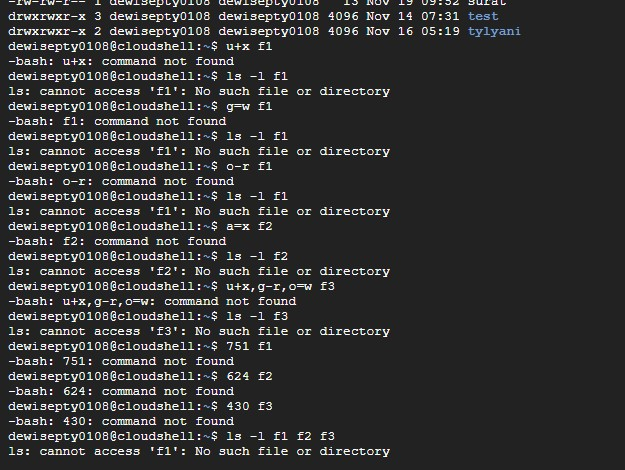 -rw-rw-r-- 1 dewisepty0108 dewisepty0108   13 Nov 19 09:52 surat
drwxrwxr-x 3 dewisepty0108 dewisepty0108 4096 Nov 14 07:31 test
drwxrwxr-x 2 dewisepty0108 dewisepty0108 4096 Nov 16 05:19 tylyani
dewisepty0108@cloudshell:~$ u+x f1
-bash: u+x: command not found
dewisepty0108@cloudshell:~$ ls -l f1
ls: cannot access 'f1': No such file or directory
dewisepty0108@cloudshell:~$ g=w f1
-bash: f1: command not found
dewisepty0108@cloudshell:~$ ls -l f1
ls: cannot access 'f1': No such file or directory
dewisepty0108@cloudshell:~$ o-r f1
-bash: o-r: command not found
dewisepty0108@cloudshell:~$ ls -l f1
ls: cannot access 'f1': No such file or directory
dewisepty0108@cloudshell:~$ a=x f2
-bash: f2: command not found
dewisepty0108@cloudshell:~$ ls -l f2
ls: cannot access 'f2': No such file or directory
dewisepty0108@cloudshell:~$ u+x,g-r,o=w f3
-bash: u+x,g-r,o=w: command not found
dewisepty0108@cloudshell:~$ ls -l f3
ls: cannot access 'f3': No such file or directory
dewisepty0108@cloudshell:~$ 751 f1
-bash: 751: command not found
dewisepty0108@cloudshell:~$ 624 f2
-bash: 624: command not found
dewisepty0108@cloudshell:~$ 430 f3
-bash: 430: command not found
dewisepty0108@cloudshell:~$ ls -l f1 f2 f3
ls: cannot access 'f1': No such file or directory